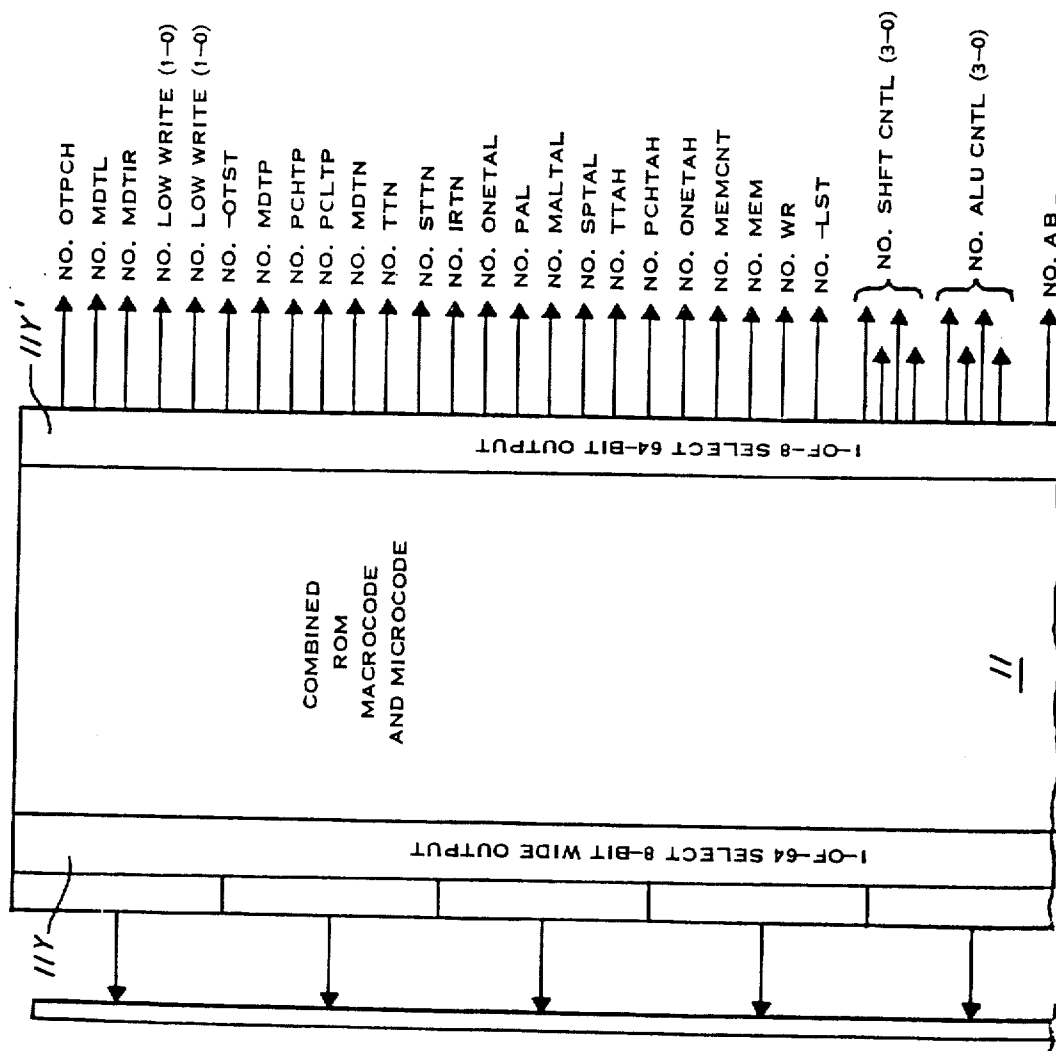 11Y'
NO. OTPCH
NO. MDTL
NO. MDTIR
NO. LOW WRITE (1-0)
NO. LOW WRITE (1-0)
NO. -OTST
NO. MDTP
NO. PCHTP
NO. PCLTP
NO. MDTN
NO. TTN
NO. STTN
NO. IRTN
NO. ONETAL
NO. PAL
NO. MALTAL
NO. SPTAL
NO. TTAH
NO. PCHTAH
NO. ONETAH
NO. MEMCNT
NO. MEM
NO. WR
NO. -LST
NO. SHFT CNTL (3-0)
NO. ALU CNTL (3-0)
NO. AB
1-OF-8 SELECT 64-BIT OUTPUT
COMBINED
ROM
MACROCODE
AND MICROCODE
11
1-OF-64 SELECT 8-BIT WIDE OUTPUT
11Y